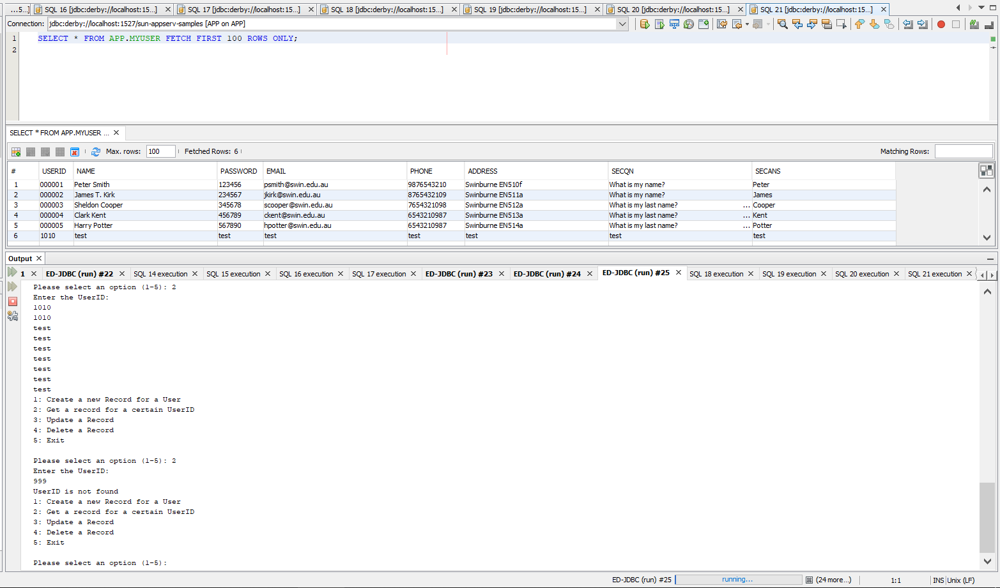 ...5...] SQL 16 [jdbc:derby://localhost:15...] SQL 17 [jdbc:derby://localhost:15...] SQL 18 [jdbc:derby://localhost:15...] SQL 19 [jdbc:derby://localhost:15...] SQL 20 [jdbc:derby://localhost:15...] SQL 21 [jdbc:derby://localhost:15...]
Connection: jdbc:derby://localhost:1527/sun-appserv-samples [APP on APP]
1 SELECT * FROM APP.MYUSER FETCH FIRST 100 ROWS ONLY;
2
SELECT * FROM APP.MYUSER ...
Max. rows: 100 Fetched Rows: 6 Matching Rows:
# USERID NAME PASSWORD EMAIL PHONE ADDRESS SECQN SECANS
1 000001 Peter Smith 123456 psmith@swin.edu.au 9876543210 Swinburne EN510f What is my name? Peter
2 000002 James T. Kirk 234567 jkirk@swin.edu.au 8765432109 Swinburne EN511a What is my name? James
3 000003 Sheldon Cooper 345678 scooper@swin.edu.au 7654321098 Swinburne EN512a What is my last name? ... Cooper
4 000004 Clark Kent 456789 ckent@swin.edu.au 6543210987 Swinburne EN513a What is my last name? ... Kent
5 000005 Harry Potter 567890 hpotter@swin.edu.au 6543210987 Swinburne EN514a What is my last name? ... Potter
6 1010 test test test test test test test
Output
1 ED-JDBC (run) #22 SQL 14 execution SQL 15 execution SQL 16 execution SQL 17 execution ED-JDBC (run) #23 ED-JDBC (run) #24 ED-JDBC (run) #25 SQL 18 execution SQL 19 execution SQL 20 execution SQL 21 execution
Please select an option (1-5): 2
Enter the UserID:
1010
1010
test
test
test
test
test
test
test
1: Create a new Record for a User
2: Get a record for a certain UserID
3: Update a Record
4: Delete a Record
5: Exit
Please select an option (1-5): 2
Enter the UserID:
999
UserID is not found
1: Create a new Record for a User
2: Get a record for a certain UserID
3: Update a Record
4: Delete a Record
5: Exit
Please select an option (1-5):
ED-JDBC (run) #25 running... (24 more...) 1:1 INS Unix (LF)